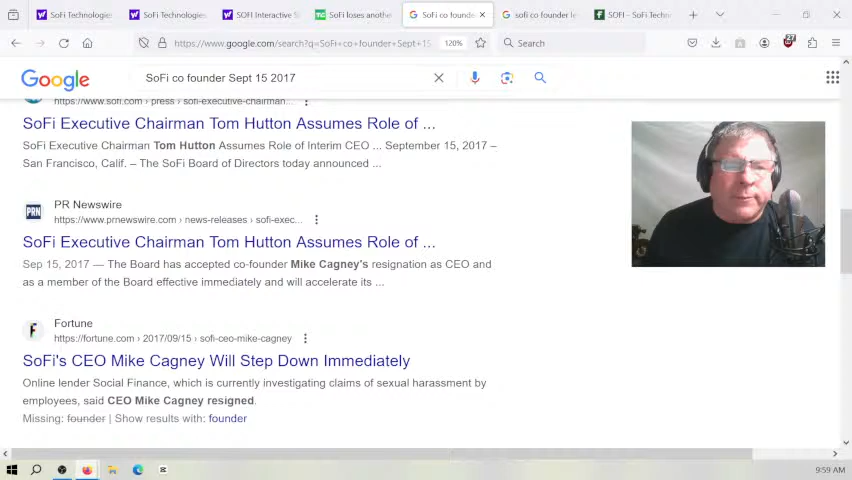 SoFi Technologies
SoFi Technologies
SOFI Interactive St
SoFi loses anothe
SoFi co founde
sofi co founder le
SOFI - SoFi Techn
https://www.google.com/search?q=SoFi+co+founder+Sept+15
120%
Search
27
Google
SoFi co founder Sept 15 2017
https://www.sofi.com › press › sofi-executive-chairman...
SoFi Executive Chairman Tom Hutton Assumes Role of ...
SoFi Executive Chairman Tom Hutton Assumes Role of Interim CEO ... September 15, 2017 –
San Francisco, Calif. – The SoFi Board of Directors today announced ...
PRN
PR Newswire
https://www.prnewswire.com › news-releases › sofi-exec...
SoFi Executive Chairman Tom Hutton Assumes Role of ...
Sep 15, 2017 — The Board has accepted co-founder Mike Cagney's resignation as CEO and
as a member of the Board effective immediately and will accelerate its ...
F
Fortune
https://fortune.com › 2017/09/15 › sofi-ceo-mike-cagney
SoFi's CEO Mike Cagney Will Step Down Immediately
Online lender Social Finance, which is currently investigating claims of sexual harassment by
employees, said CEO Mike Cagney resigned.
Missing: founder | Show results with: founder
9:59 AM